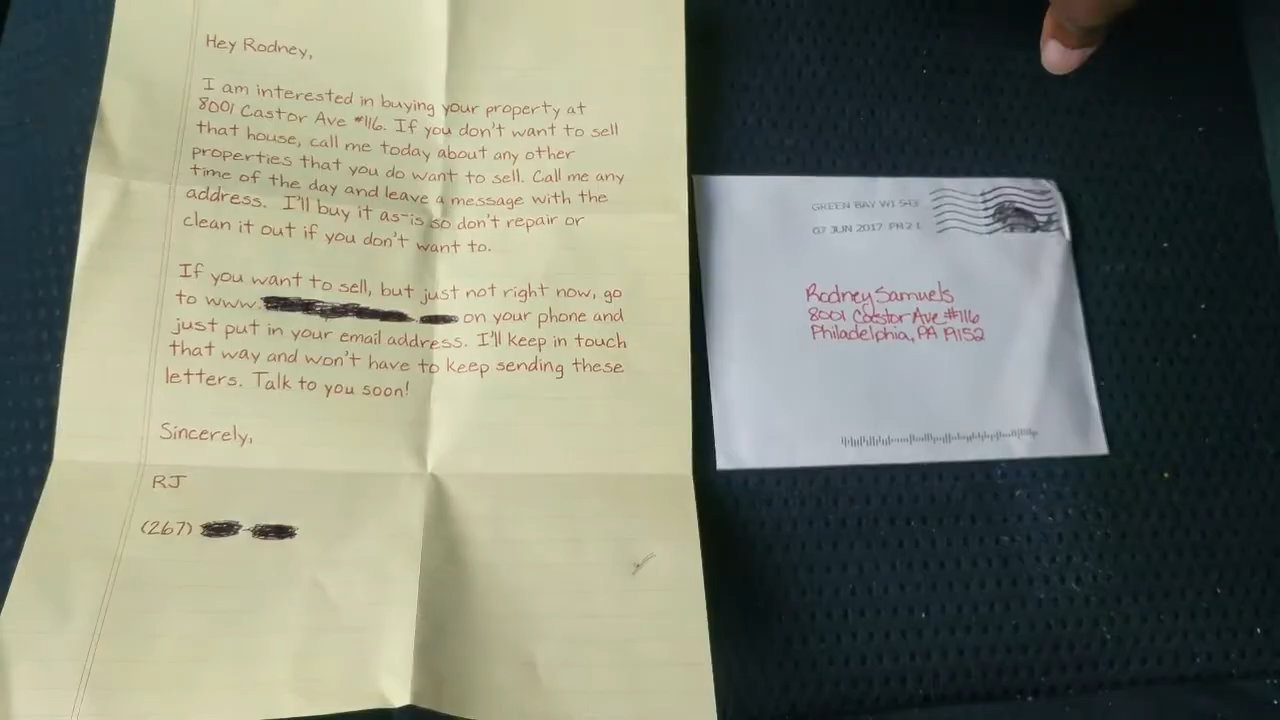 Hey Rodney,
I am interested in buying your property at
8001 Castor Ave #116. If you don't want to sell
that house, call me today about any other
properties that you do want to sell. Call me any
time of the day and leave a message with the
address. I'll buy it as-is so don't repair or
clean it out if you don't want to.
If you want to sell, but just not right now, go
to www. . on your phone and
just put in your email address. I'll keep in touch
that way and won't have to keep sending these
letters. Talk to you soon!
Sincerely,
RJ
(267) -
GREEN BAY WI
07 JUN 2017 PM 2 L
Rodney Samuels
8001 Castor Ave #116
Philadelphia, PA 19152